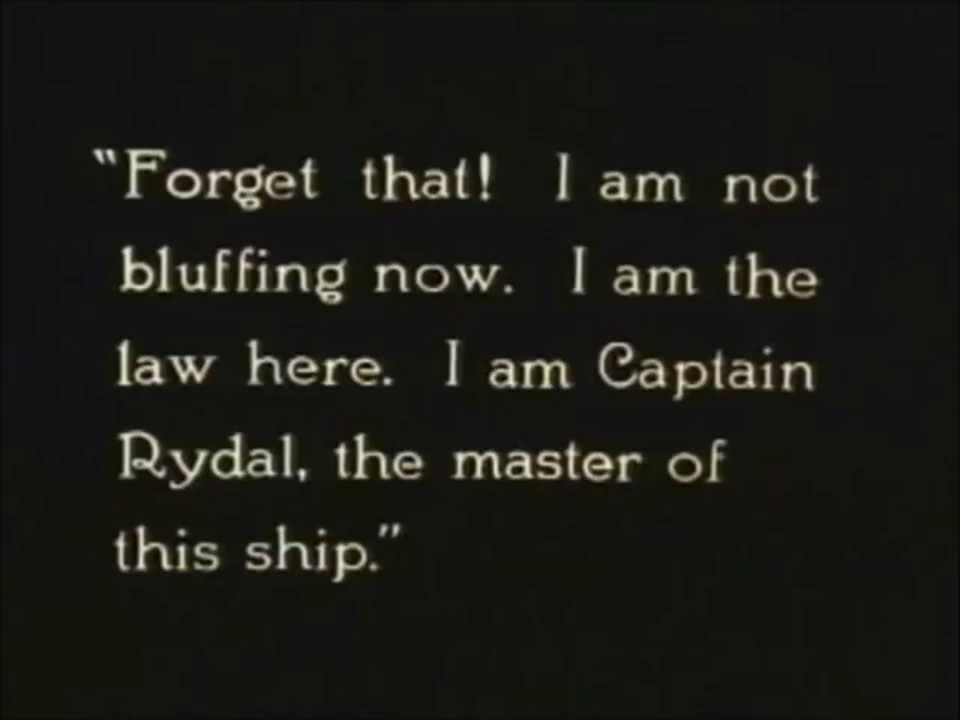 "Forget that! I am not
bluffing now. I am the
law here. I am Captain
Rydal, the master of
this ship."